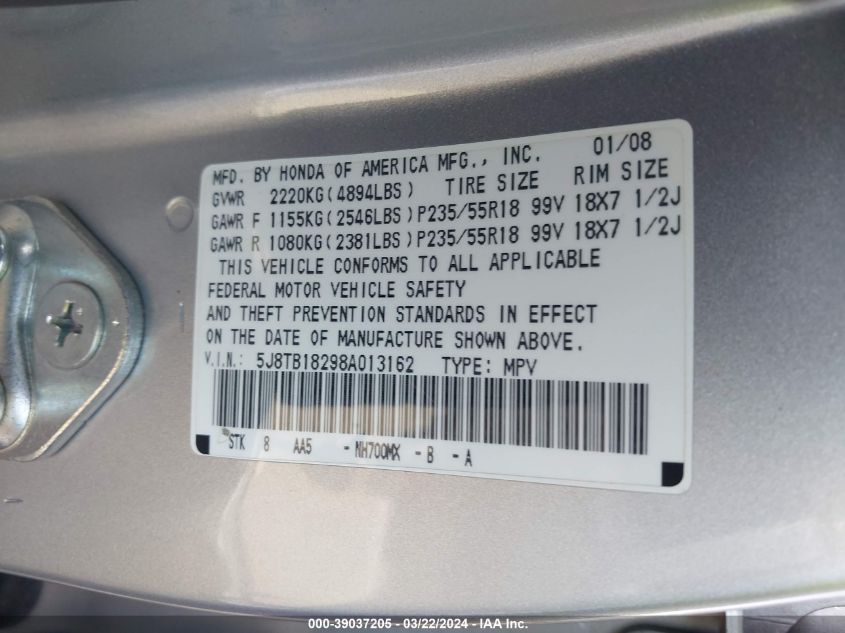 01/08
MFD. BY HONDA OF AMERICA MFG., INC.
GVWR 2220KG(4894LBS) TIRE SIZE RIM SIZE
GAWR F 1155KG(2546LBS)P235/55R18 99V 18X7 1/2J
GAWR R 1080KG(2381LBS)P235/55R18 99V 18X7 1/2J
THIS VEHICLE CONFORMS TO ALL APPLICABLE
FEDERAL MOTOR VEHICLE SAFETY
AND THEFT PREVENTION STANDARDS IN EFFECT
ON THE DATE OF MANUFACTURE SHOWN ABOVE.
V.I.N.: 5J8TB18298A013162 TYPE: MPV
STK 8 AA5 -NH700MX -B -A
000-39037205 - 03/22/2024 - IAA Inc.